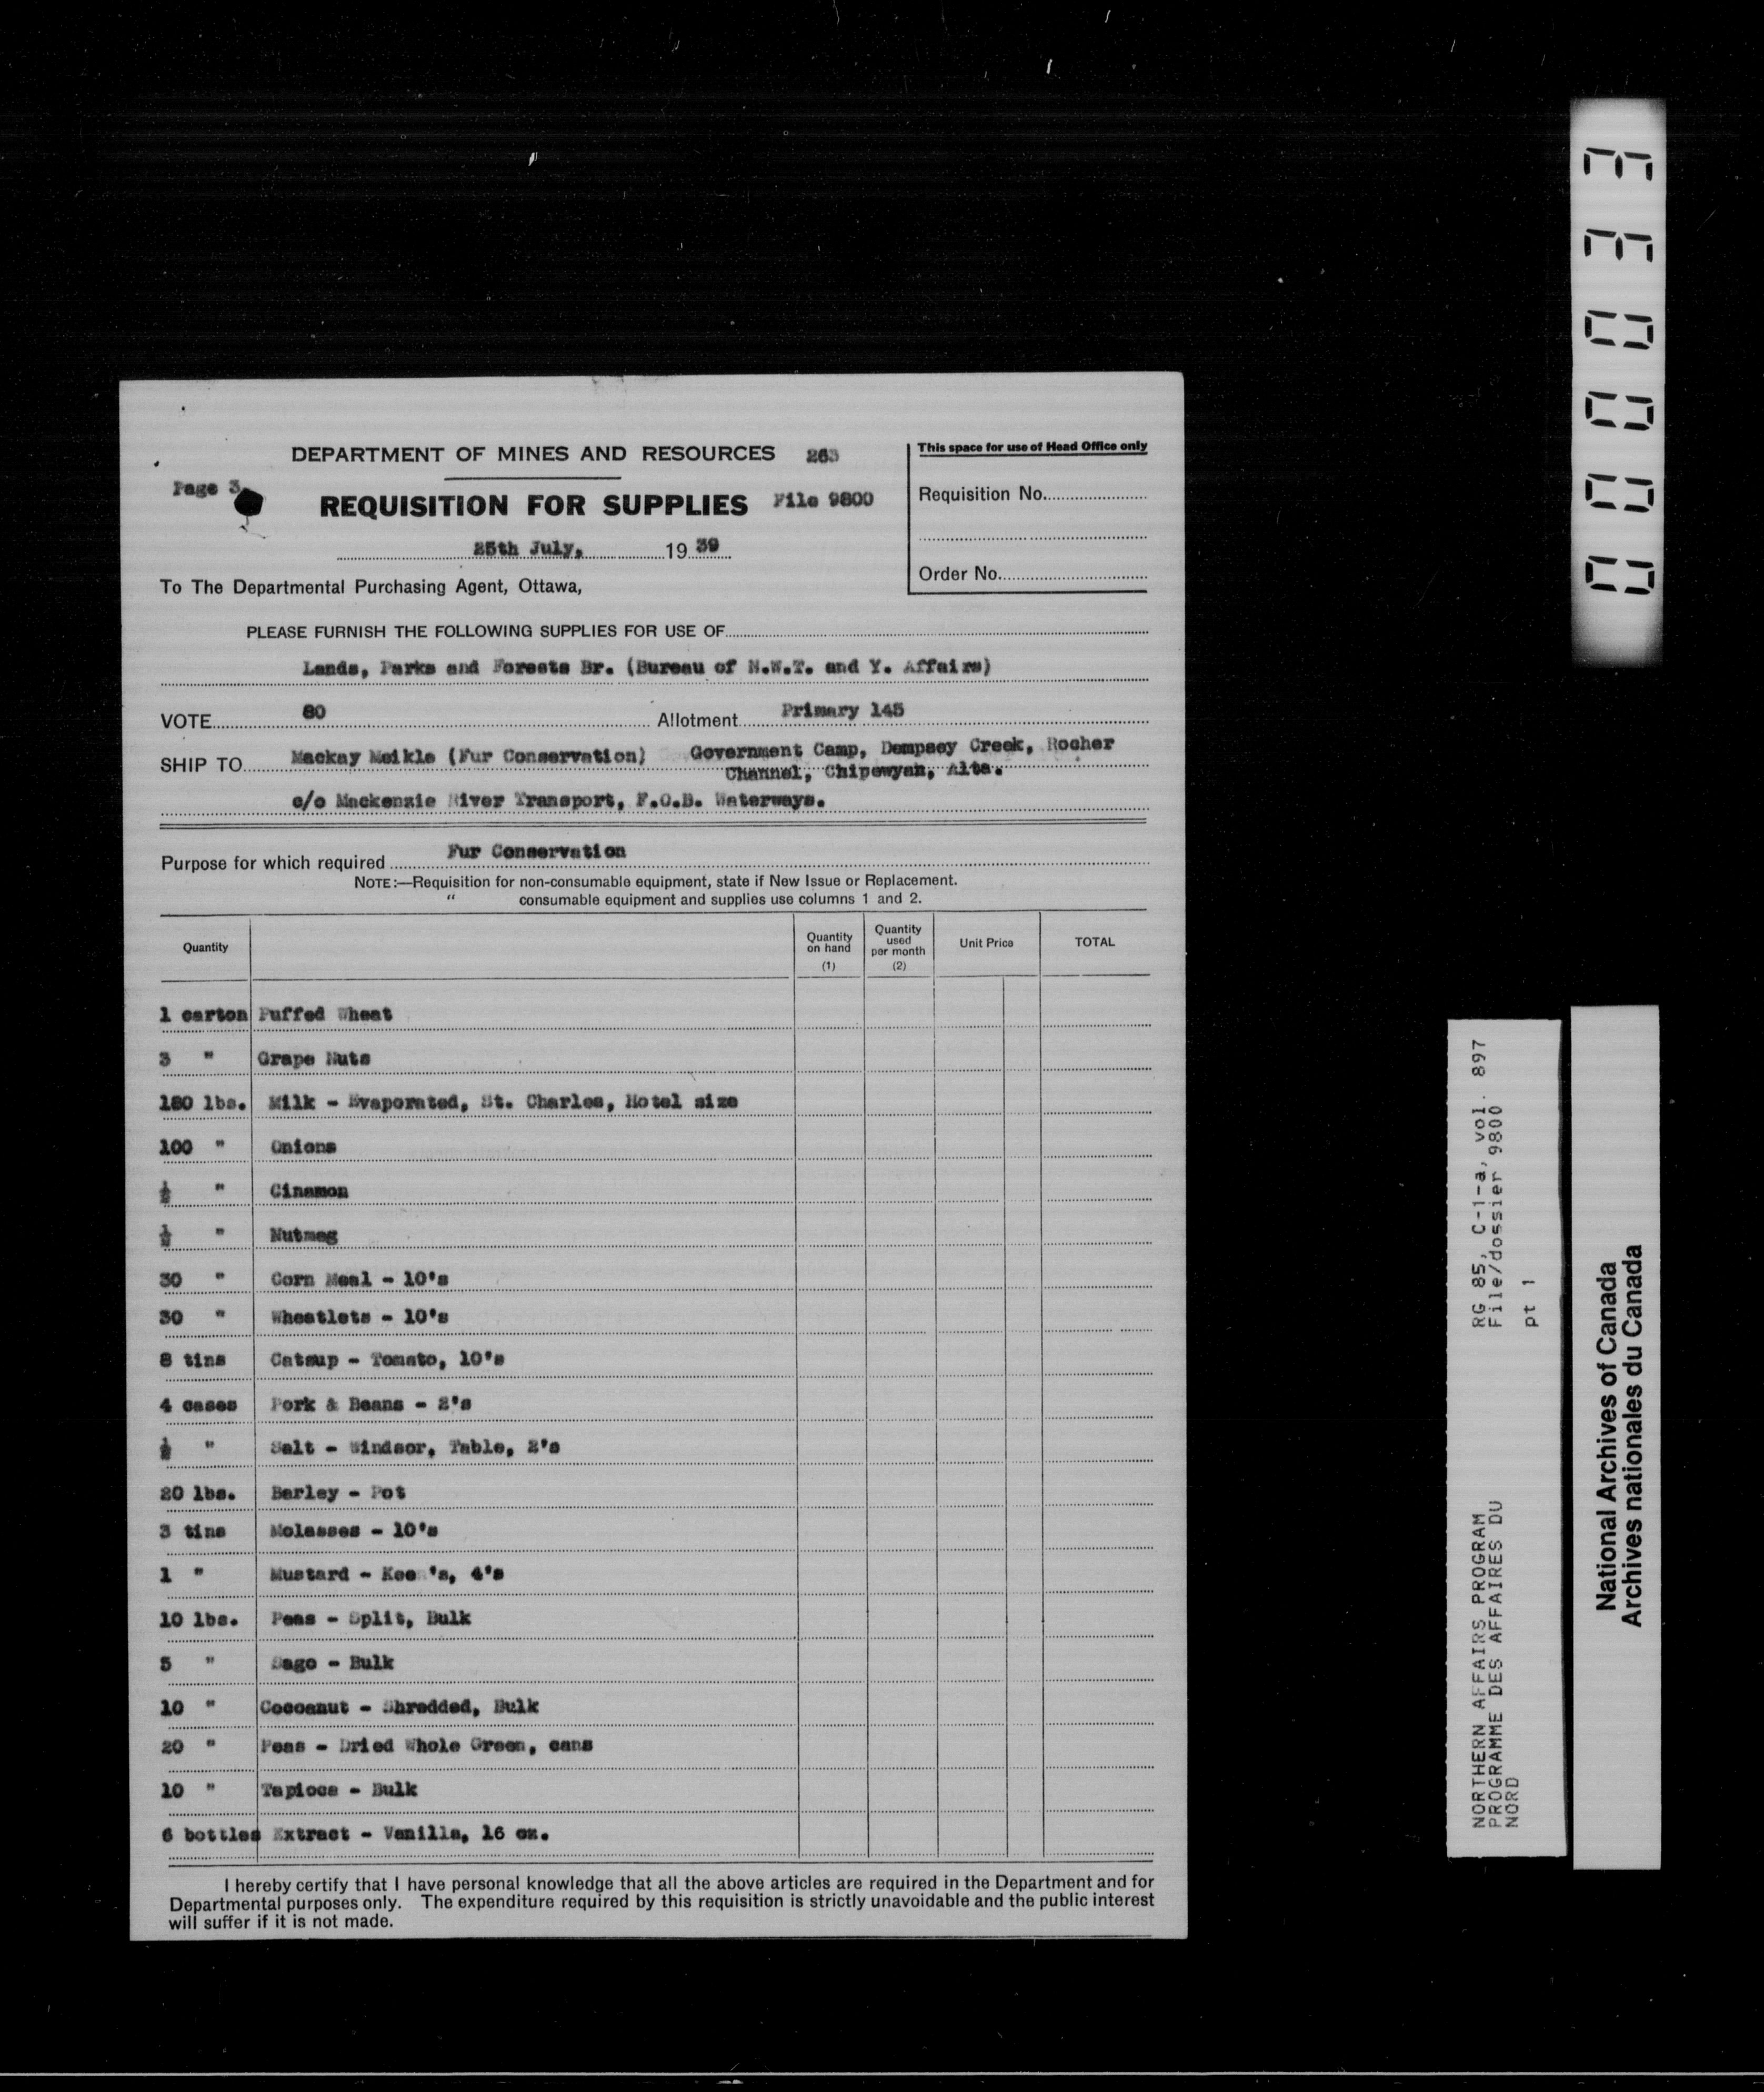 DEPARTMENT OF MINES AND RESOURCES 263
This space for use of Head Office only
Page 3
REQUISITION FOR SUPPLIES File 9800
Requisition No.
25th July, 1939
Order No.
To The Departmental Purchasing Agent, Ottawa,
PLEASE FURNISH THE FOLLOWING SUPPLIES FOR USE OF
Lands, Parks and Forests Br. (Bureau of N.W.T. and Y. Affairs)
VOTE 80 Allotment Primary 145
SHIP TO Mackay Meikle (Fur Conservation) Government Camp, Dempsey Creek, Rocher
Channel, Chipewyan, Alta.
c/o Mackenzie River Transport, F.O.B. Waterways.
Purpose for which required Fur Conservation
NOTE:—Requisition for non-consumable equipment, state if New Issue or Replacement.
" consumable equipment and supplies use columns 1 and 2.
Quantity Quantity on hand (1) Quantity used per month (2) Unit Price TOTAL
1 carton Puffed Wheat
3 " Grape Nuts
180 lbs. Milk - Evaporated, St. Charles, Hotel size
100 " Onions
½ " Cinamon
½ " Nutmeg
30 " Corn Meal - 10's
30 " Wheatlets - 10's
8 tins Catsup - Tomato, 10's
4 cases Pork & Beans - 2's
½ " Salt - Windsor, Table, 2's
20 lbs. Barley - Pot
3 tins Molasses - 10's
1 " Mustard - Keen's, 4's
10 lbs. Peas - Split, Bulk
5 " Sago - Bulk
10 " Cocoanut - Shredded, Bulk
20 " Peas - Dried Whole Green, cans
10 " Tapioca - Bulk
6 bottles Extract - Vanilla, 16 oz.
I hereby certify that I have personal knowledge that all the above articles are required in the Department and for
Departmental purposes only. The expenditure required by this requisition is strictly unavoidable and the public interest
will suffer if it is not made.
000033
RG 85, C-1-a, vol. 897
File/dossier 9800
pt 1
NORTHERN AFFAIRS PROGRAM
PROGRAMME DES AFFAIRES DU
NORD
National Archives of Canada
Archives nationales du Canada